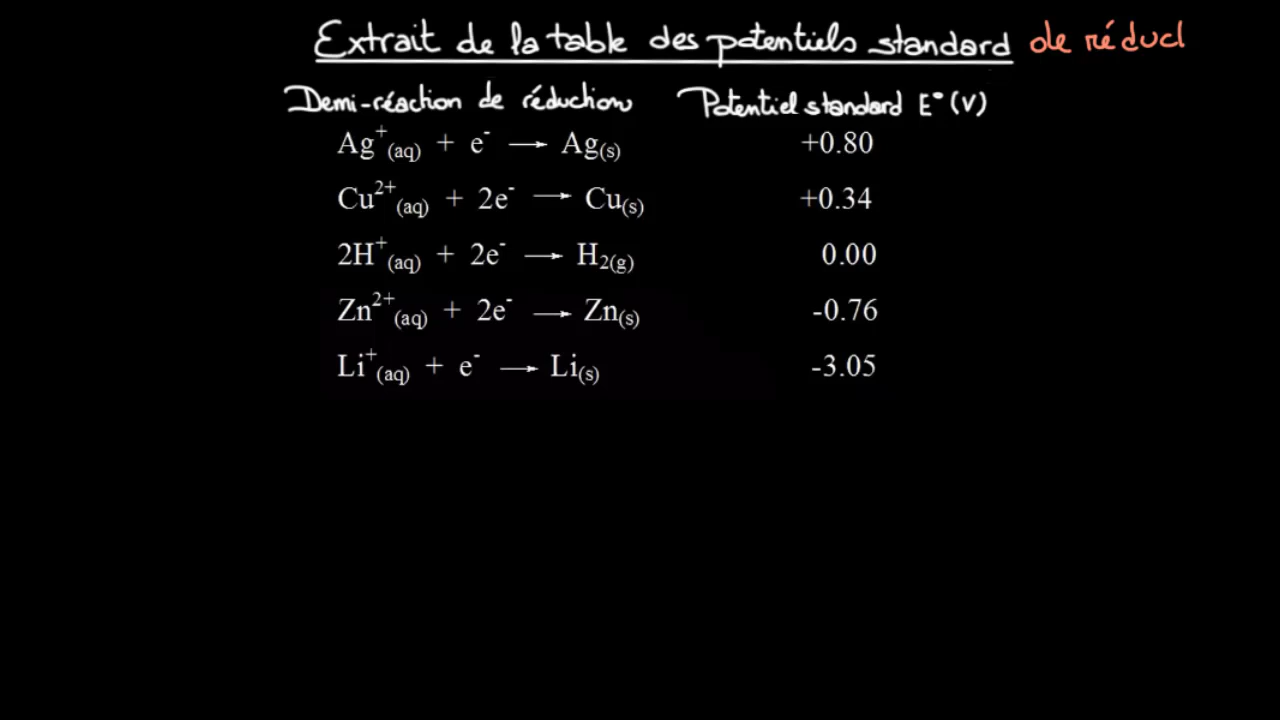 Extrait de la table des potentiels standard de réduct
Demi-réaction de réduction Potentiel standard E° (V)
Ag⁺(aq) + e⁻ → Ag(s) +0.80
Cu²⁺(aq) + 2e⁻ → Cu(s) +0.34
2H⁺(aq) + 2e⁻ → H₂(g) 0.00
Zn²⁺(aq) + 2e⁻ → Zn(s) -0.76
Li⁺(aq) + e⁻ → Li(s) -3.05